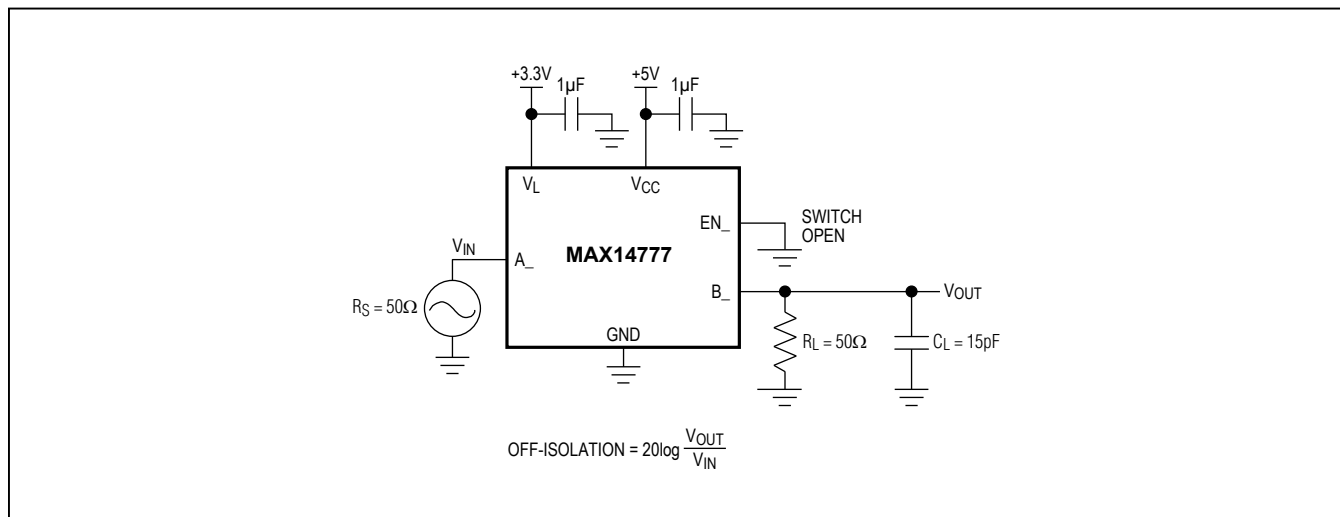 +3.3V
1µF
+5V
1µF
VL
VCC
EN_
SWITCH
OPEN
MAX14777
VIN
A_
RS = 50Ω
B_
VOUT
GND
RL = 50Ω
CL = 15pF
OFF-ISOLATION = 20log VOUT
VIN